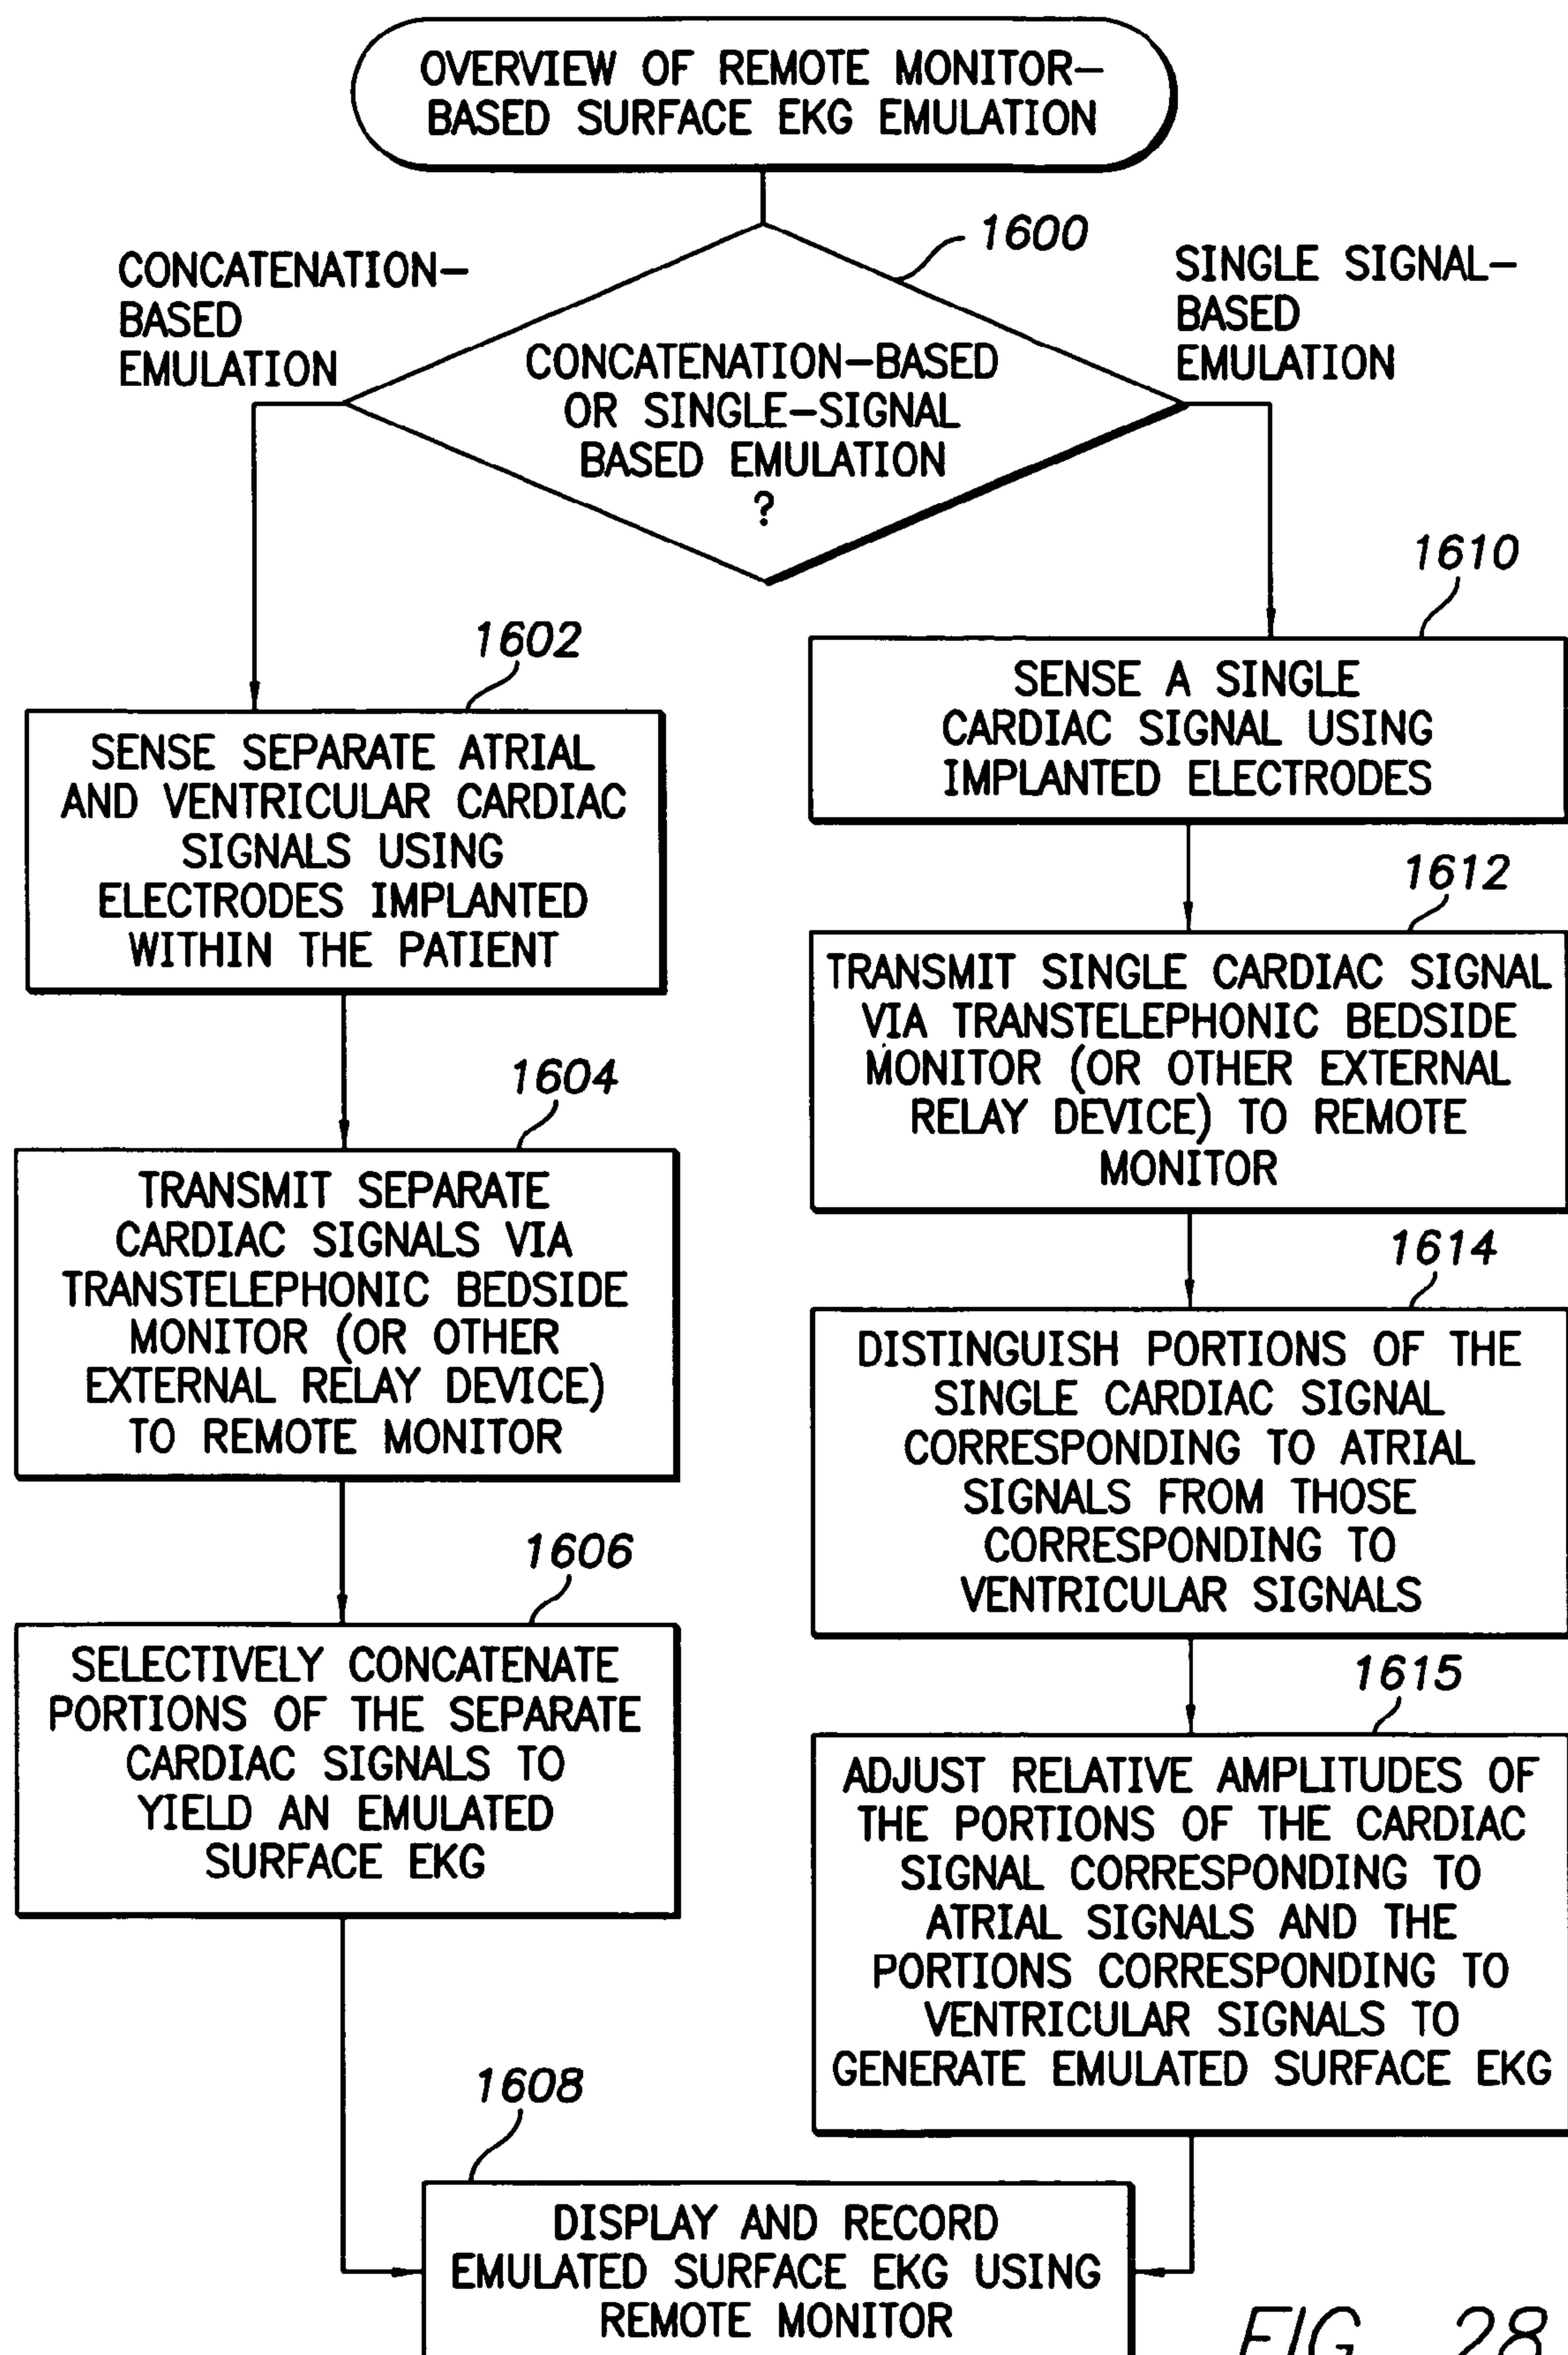 OVERVIEW OF REMOTE MONITOR-
BASED SURFACE EKG EMULATION
1600
CONCATENATION-
BASED
EMULATION
SINGLE SIGNAL-
BASED
EMULATION
CONCATENATION-BASED
OR SINGLE-SIGNAL
BASED EMULATION
?
1602
SENSE SEPARATE ATRIAL
AND VENTRICULAR CARDIAC
SIGNALS USING
ELECTRODES IMPLANTED
WITHIN THE PATIENT
1604
TRANSMIT SEPARATE
CARDIAC SIGNALS VIA
TRANSTELEPHONIC BEDSIDE
MONITOR (OR OTHER
EXTERNAL RELAY DEVICE)
TO REMOTE MONITOR
1606
SELECTIVELY CONCATENATE
PORTIONS OF THE SEPARATE
CARDIAC SIGNALS TO
YIELD AN EMULATED
SURFACE EKG
1610
SENSE A SINGLE
CARDIAC SIGNAL USING
IMPLANTED ELECTRODES
1612
TRANSMIT SINGLE CARDIAC SIGNAL
VIA TRANSTELEPHONIC BEDSIDE
MONITOR (OR OTHER EXTERNAL
RELAY DEVICE) TO REMOTE
MONITOR
1614
DISTINGUISH PORTIONS OF THE
SINGLE CARDIAC SIGNAL
CORRESPONDING TO ATRIAL
SIGNALS FROM THOSE
CORRESPONDING TO
VENTRICULAR SIGNALS
1615
ADJUST RELATIVE AMPLITUDES OF
THE PORTIONS OF THE CARDIAC
SIGNAL CORRESPONDING TO
ATRIAL SIGNALS AND THE
PORTIONS CORRESPONDING TO
VENTRICULAR SIGNALS TO
GENERATE EMULATED SURFACE EKG
1608
DISPLAY AND RECORD
EMULATED SURFACE EKG USING
REMOTE MONITOR
FIG. 28